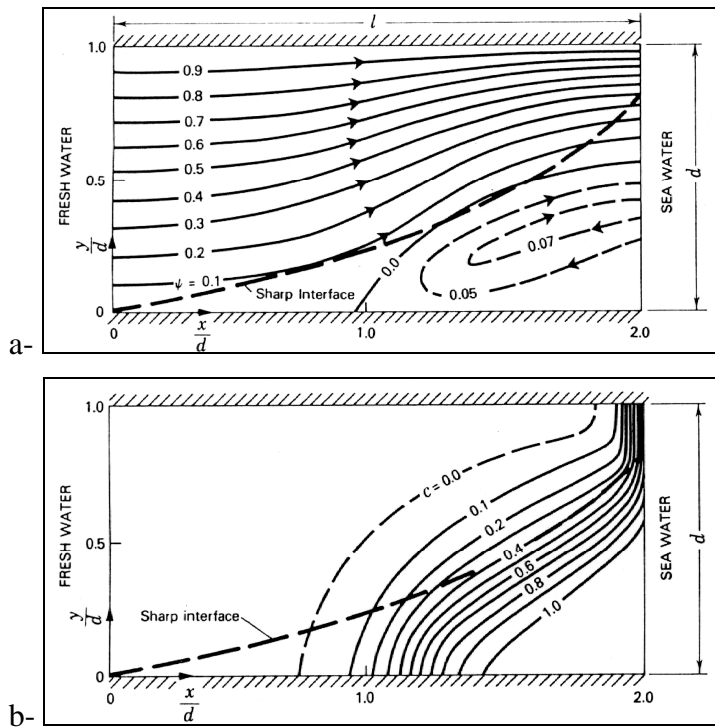 l
1.0
0.9
0.8
0.7
0.6
0.5
0.4
0.3
0.2
ψ = 0.1
0.5
0
FRESH WATER
y/d
Sharp Interface
0.0
0.07
0.05
SEA WATER
d
0
x/d
1.0
2.0
a-
1.0
C = 0.0
0.1
0.2
0.4
0.6
0.8
1.0
0.5
0
FRESH WATER
y/d
Sharp interface
SEA WATER
d
0
x/d
1.0
2.0
b-